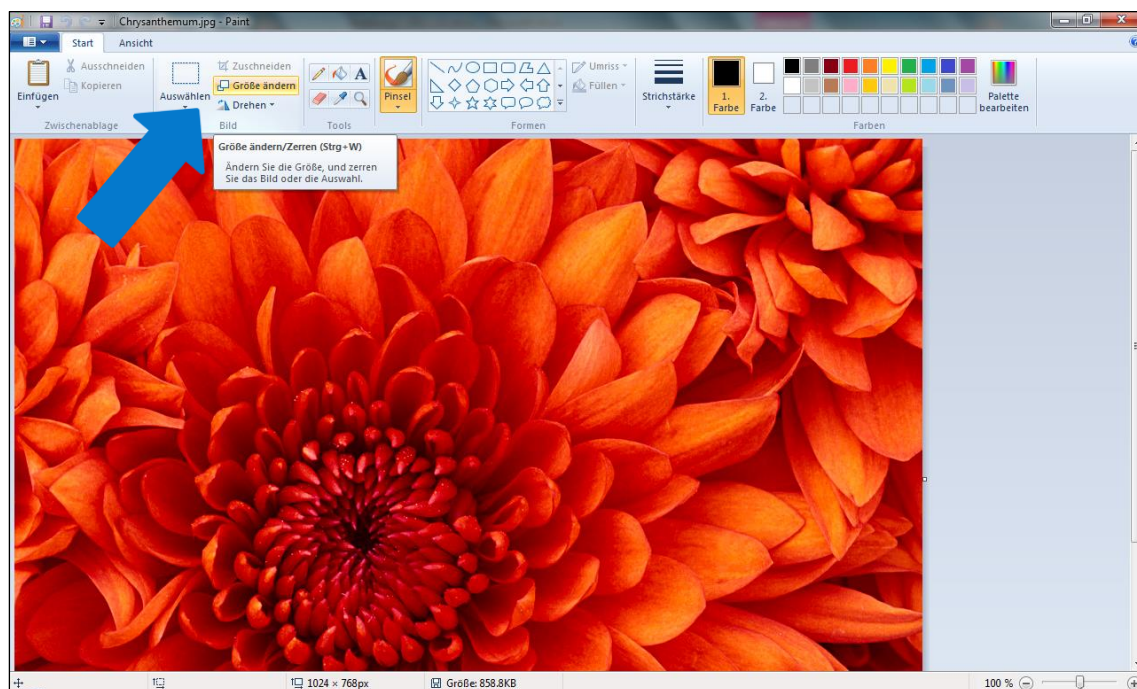 Chrysanthemum.jpg - Paint
Start Ansicht
Einfügen
Ausschneiden
Kopieren
Zwischenablage
Auswählen
Zuschneiden
Größe ändern
Drehen
Bild
A
Tools
Pinsel
Umriss
Füllen
Formen
Strichstärke
1.
Farbe
2.
Farbe
Palette
bearbeiten
Farben
Größe ändern/Zerren (Strg+W)
Ändern Sie die Größe, und zerren
Sie das Bild oder die Auswahl.
1024 × 768px
Größe: 858.8KB
100 %